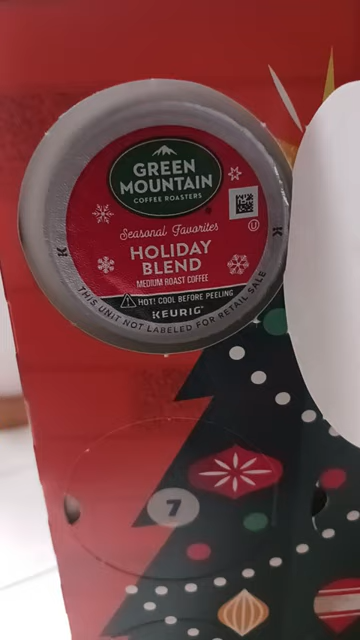 GREEN
MOUNTAIN
COFFEE ROASTERS
Seasonal Favorites
HOLIDAY
BLEND
MEDIUM ROAST COFFEE
HOT! COOL BEFORE PEELING
KEURIG
THIS UNIT NOT LABELED FOR RETAIL SALE
K
K
U
7